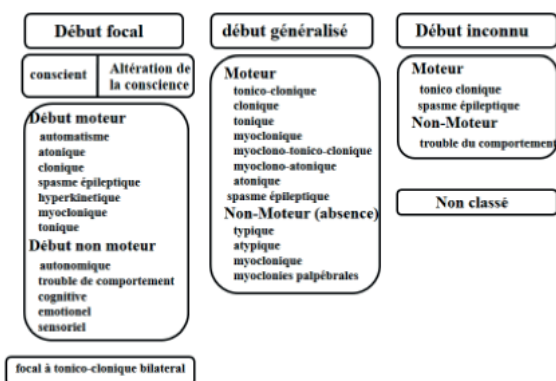 Début focal
conscient
Altération de
la conscience
Début moteur
automatisme
atonique
clonique
spasme épileptique
hyperkinetique
myoclonique
tonique
Début non moteur
autonomique
trouble de comportement
cognitive
emotionel
sensoriel
focal à tonico-clonique bilateral
début généralisé
Moteur
tonico-clonique
clonique
tonique
myoclonique
myoclono-tonico-clonique
myoclono-atonique
atonique
spasme épileptique
Non-Moteur (absence)
typique
atypique
myoclonique
myoclonies palpébrales
Début inconnu
Moteur
tonico clonique
spasme épileptique
Non-Moteur
trouble du comportement
Non classé